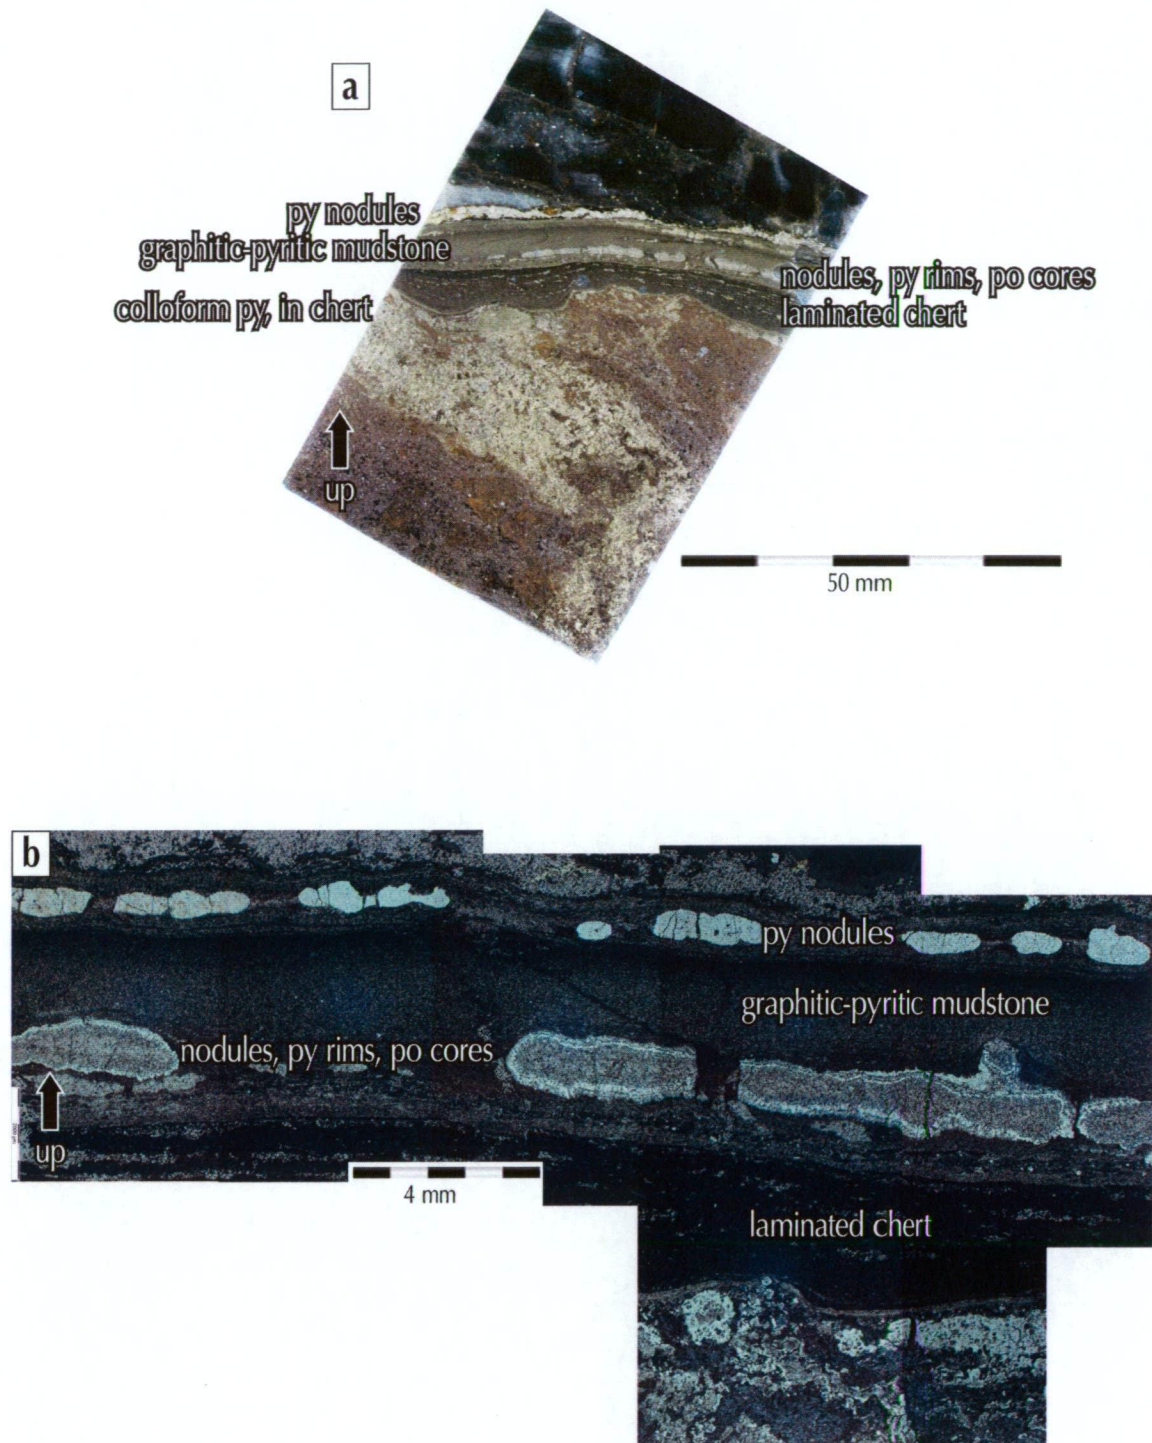 a
py nodules
graphitic-pyritic mudstone
colloform py, in chert
nodules, py rims, po cores
laminated chert
up
50 mm
b
py nodules
graphitic-pyritic mudstone
nodules, py rims, po cores
up
4 mm
laminated chert